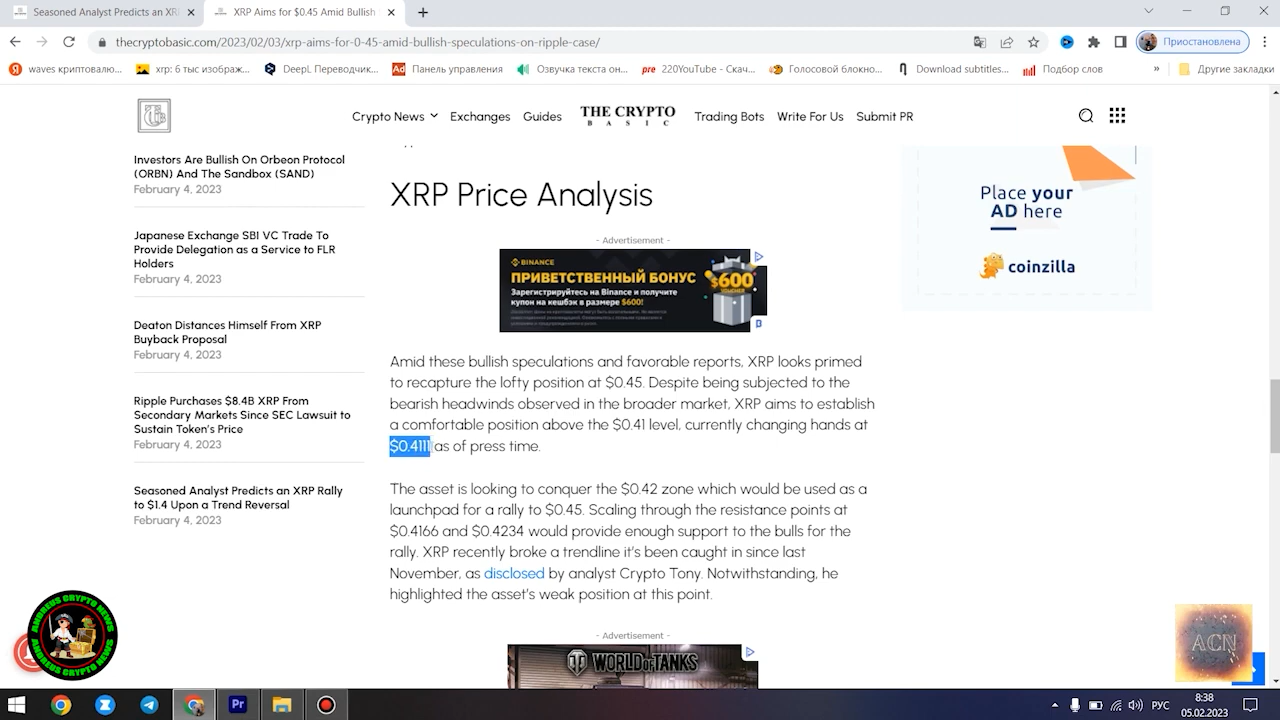 Seasoned Analyst Predicts an XRP
XRP Aims for $0.45 Amid Bullish
thecryptobasic.com/2023/02/03/xrp-aims-for-0-45-amid-bullish-speculations-on-ripple-case/
Приостановлена
waves криптовалю...
xrp: 6 тыс изображ...
DeepL Переводчик...
Панель управления
Озвучка текста он...
pre 220YouTube - Скач...
Голосовой блокно...
Download subtitles...
Подбор слов
»
Другие закладки
Crypto News
Exchanges
Guides
THE CRYPTO
BASIC
Trading Bots
Write For Us
Submit PR
Investors Are Bullish On Orbeon Protocol
(ORBN) And The Sandbox (SAND)
February 4, 2023
Japanese Exchange SBI VC Trade To
Provide Delegation as a Service to FLR
Holders
February 4, 2023
Deaton Distances Himself From XRP
Buyback Proposal
February 4, 2023
Ripple Purchases $8.4B XRP From
Secondary Markets Since SEC Lawsuit to
Sustain Token's Price
February 4, 2023
Seasoned Analyst Predicts an XRP Rally
to $1.4 Upon a Trend Reversal
February 4, 2023
XRP Price Analysis
- Advertisement -
BINANCE
ПРИВЕТСТВЕННЫЙ БОНУС
Зарегистрируйтесь на Binance и получите
купон на кешбэк в размере $600!
$600
VOUCHER
Amid these bullish speculations and favorable reports, XRP looks primed
to recapture the lofty position at $0.45. Despite being subjected to the
bearish headwinds observed in the broader market, XRP aims to establish
a comfortable position above the $0.41 level, currently changing hands at
$0.4111 as of press time.
The asset is looking to conquer the $0.42 zone which would be used as a
launchpad for a rally to $0.45. Scaling through the resistance points at
$0.4166 and $0.4234 would provide enough support to the bulls for the
rally. XRP recently broke a trendline it's been caught in since last
November, as disclosed by analyst Crypto Tony. Notwithstanding, he
highlighted the asset's weak position at this point.
- Advertisement -
WORLD OF TANKS
Place your
AD here
coinzilla
ANDREUS CRYPTO NEWS
ANDREUS CRYPTO NEWS
ACN
РУС
8:38
05.02.2023